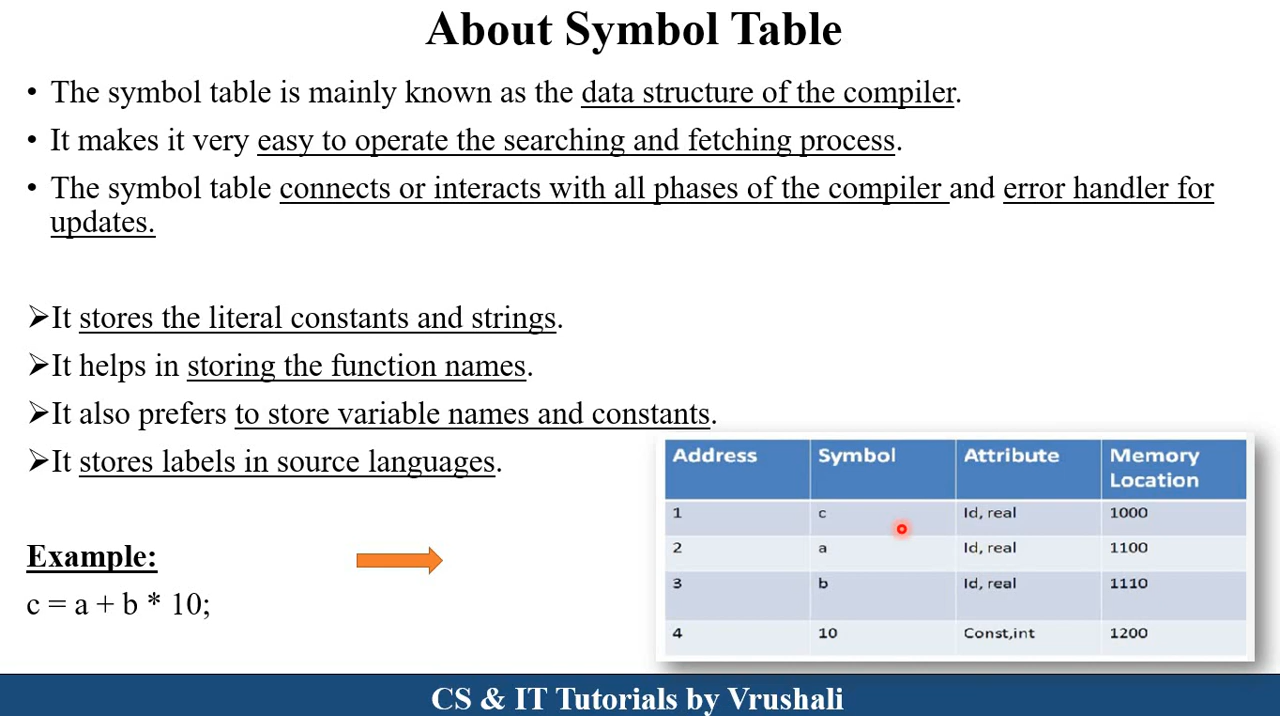 About Symbol Table
• The symbol table is mainly known as the data structure of the compiler.
• It makes it very easy to operate the searching and fetching process.
• The symbol table connects or interacts with all phases of the compiler and error handler for
updates.
➢It stores the literal constants and strings.
➢It helps in storing the function names.
➢It also prefers to store variable names and constants.
➢It stores labels in source languages.
Example:
c = a + b * 10;
Address Symbol Attribute Memory Location
1 c Id, real 1000
2 a Id, real 1100
3 b Id, real 1110
4 10 Const,int 1200
CS & IT Tutorials by Vrushali